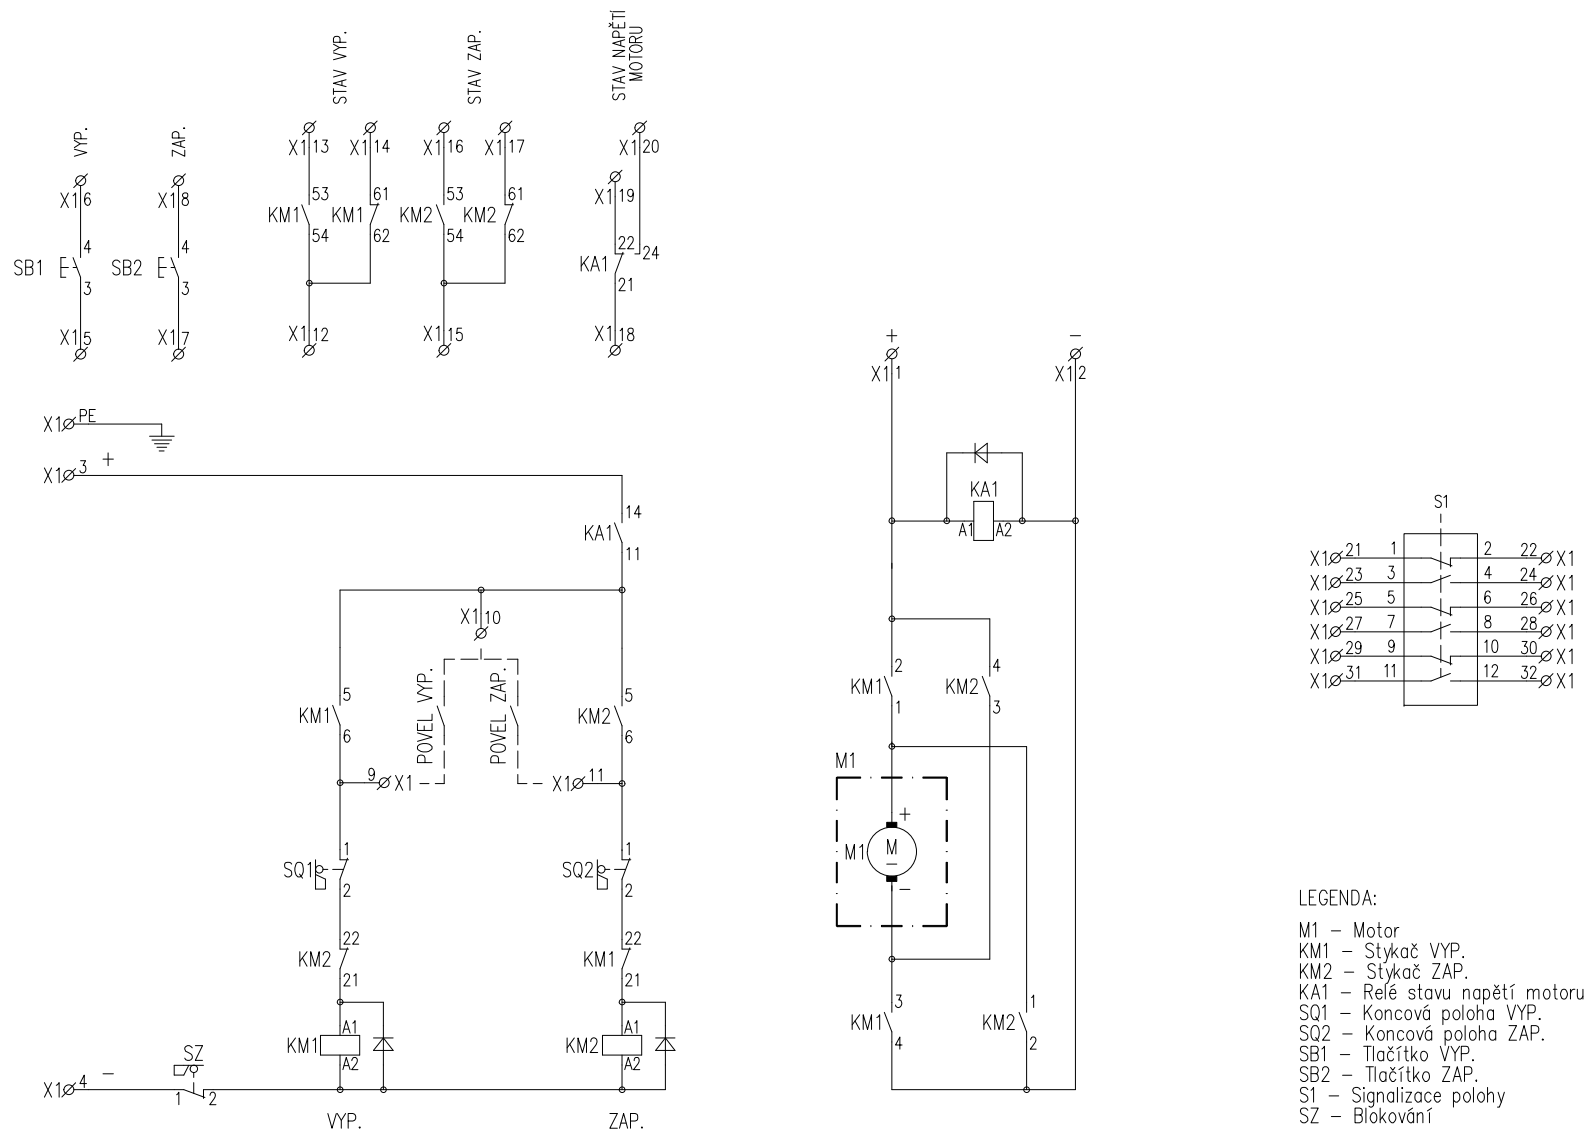 STAV VYP.
STAV ZAP.
STAV NAPĚTÍ
MOTORU
VYP.
ZAP.
X1 13
X1 14
X1 16
X1 17
X1 20
X1 6
X1 8
X1 19
53
61
53
61
KM1
KM1
KM2
KM2
54
62
54
62
4
4
22
24
SB1
SB2
KA1
3
3
21
X1 5
X1 7
X1 12
X1 15
X1 18
+
−
X1 1
X1 2
X1 PE
X1 3 +
14
KA1
11
KA1
A1
A2
S1
X1 21 1 2 22 X1
X1 23 3 4 24 X1
X1 25 5 6 26 X1
X1 27 7 8 28 X1
X1 29 9 10 30 X1
X1 31 11 12 32 X1
X1 10
5
KM1
6
POVEL VYP.
POVEL ZAP.
5
KM2
6
2
KM1
1
4
KM2
3
9 X1
X1 11
M1
+
M1
M
−
−
1
SQ1
2
1
SQ2
2
22
KM2
21
22
KM1
21
A1
KM1
A2
A1
KM2
A2
3
KM1
4
1
KM2
2
SZ
X1 4 −
1 2
VYP.
ZAP.
LEGENDA:
M1 − Motor
KM1 − Stykač VYP.
KM2 − Stykač ZAP.
KA1 − Relé stavu napětí motoru
SQ1 − Koncová poloha VYP.
SQ2 − Koncová poloha ZAP.
SB1 − Tlačítko VYP.
SB2 − Tlačítko ZAP.
S1 − Signalizace polohy
SZ − Blokování